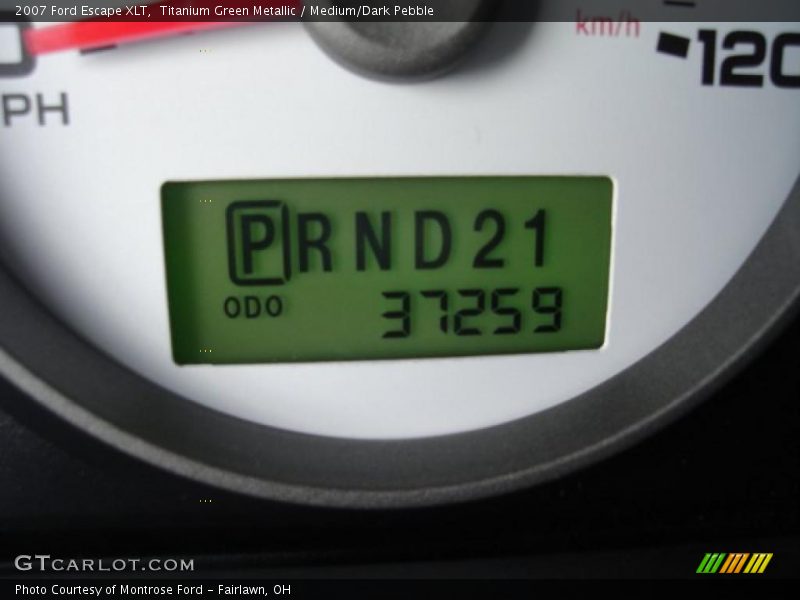 2007 Ford Escape XLT, Titanium Green Metallic / Medium/Dark Pebble
km/h
120
PH
PRND21
ODO 37259
GTCARLOT.COM
Photo Courtesy of Montrose Ford - Fairlawn, OH